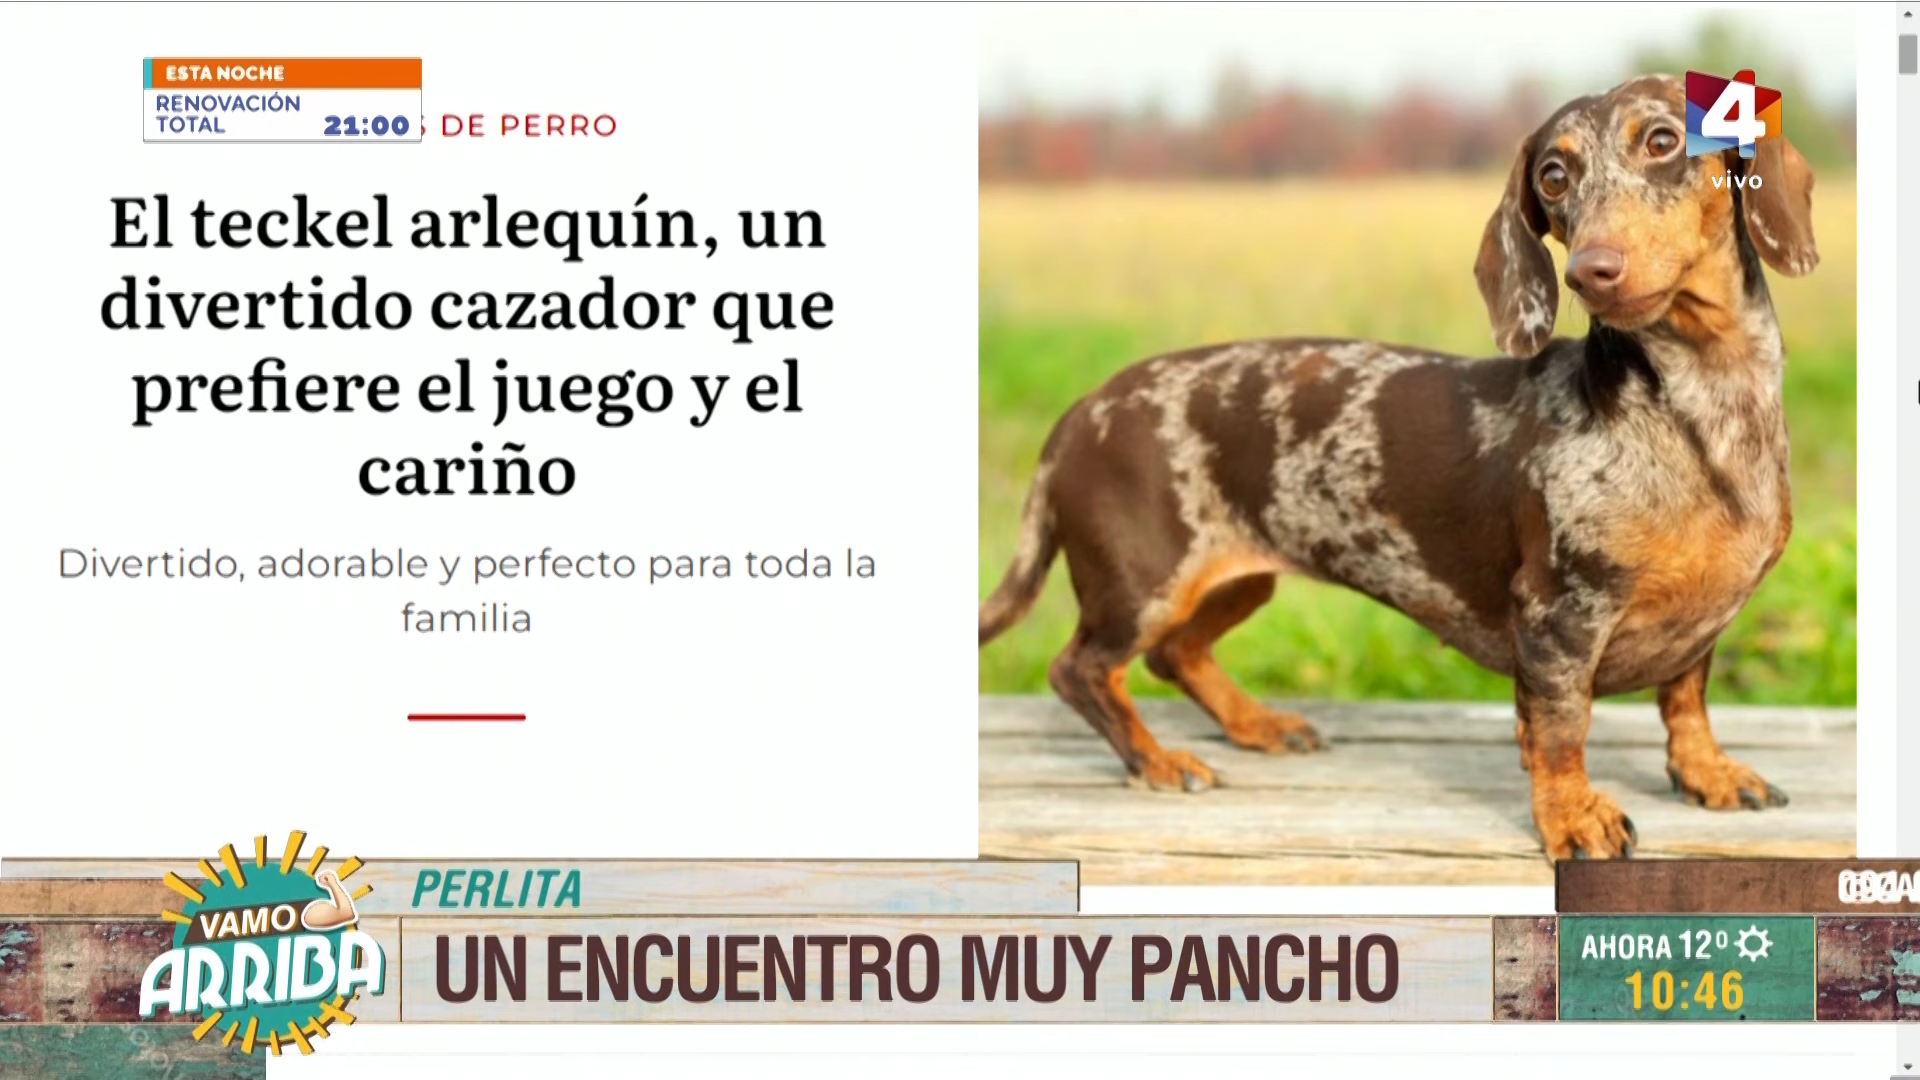 ESTA NOCHE
RENOVACIÓN
TOTAL
21:00
DE PERRO
El teckel arlequín, un
divertido cazador que
prefiere el juego y el
cariño
Divertido, adorable y perfecto para toda la
familia
4
vivo
PERLITA
VAMO
ARRIBA
UN ENCUENTRO MUY PANCHO
AHORA 12º
10:46